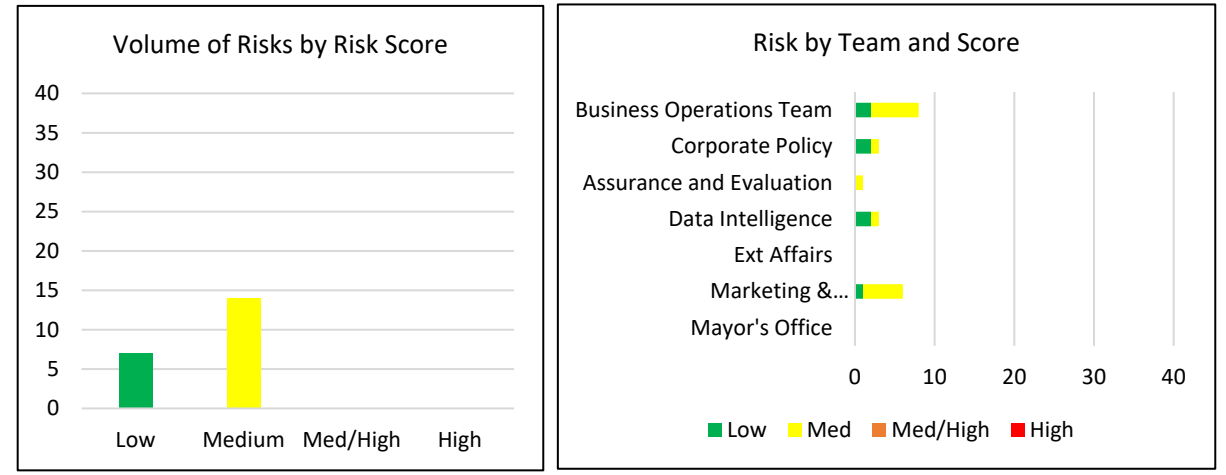 Volume of Risks by Risk Score
40
35
30
25
20
15
10
5
0
Low Medium Med/High High
Risk by Team and Score
Business Operations Team
Corporate Policy
Assurance and Evaluation
Data Intelligence
Ext Affairs
Marketing &...
Mayor's Office
0 10 20 30 40
Low Med Med/High High